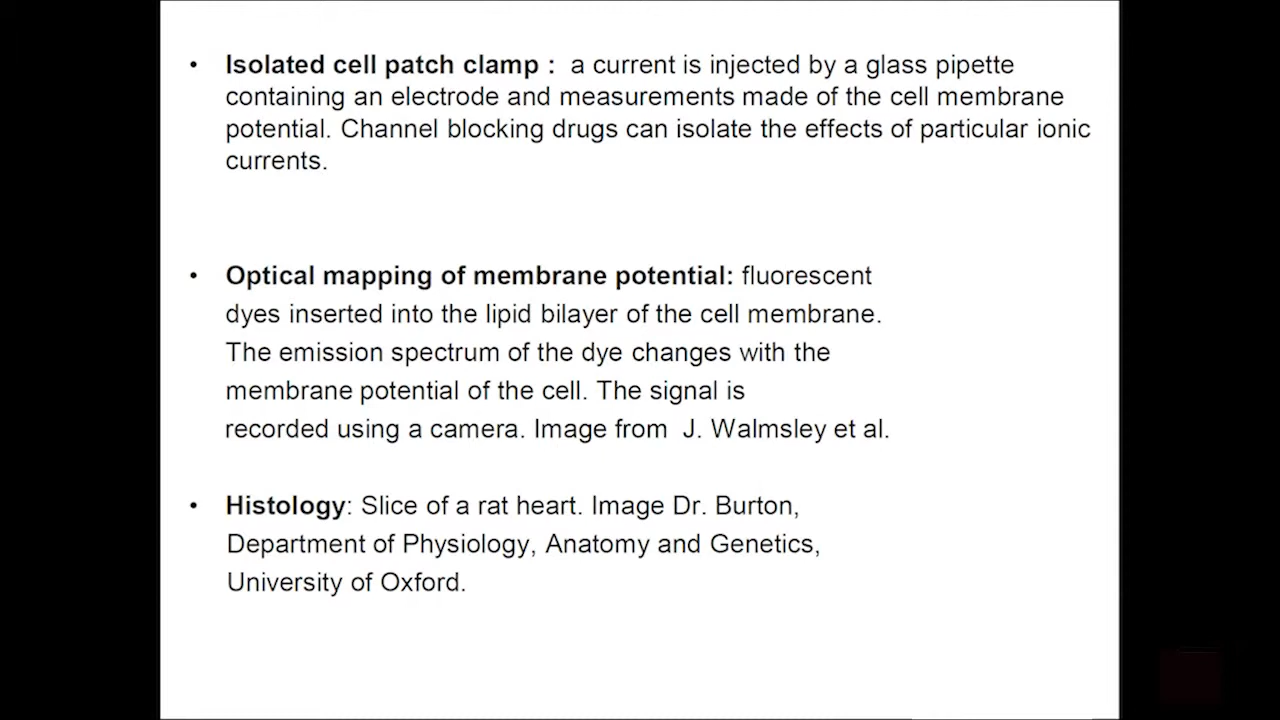 • Isolated cell patch clamp : a current is injected by a glass pipette
containing an electrode and measurements made of the cell membrane
potential. Channel blocking drugs can isolate the effects of particular ionic
currents.
• Optical mapping of membrane potential: fluorescent
dyes inserted into the lipid bilayer of the cell membrane.
The emission spectrum of the dye changes with the
membrane potential of the cell. The signal is
recorded using a camera. Image from J. Walmsley et al.
• Histology: Slice of a rat heart. Image Dr. Burton,
Department of Physiology, Anatomy and Genetics,
University of Oxford.